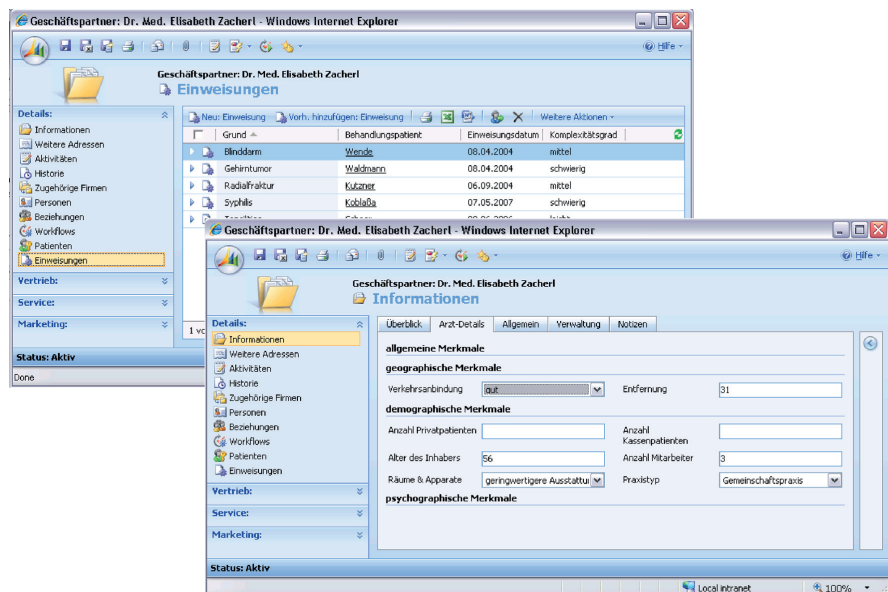 Geschäftspartner: Dr. Med. Elisabeth Zacherl - Windows Internet Explorer
Hilfe
Geschäftspartner: Dr. Med. Elisabeth Zacherl
Einweisungen
Details:
Informationen
Weitere Adressen
Aktivitäten
Historie
Zugehörige Firmen
Personen
Beziehungen
Workflows
Patienten
Einweisungen
Vertrieb:
Service:
Marketing:
Status: Aktiv
Done
Neu: Einweisung Vorh. hinzufügen: Einweisung Weitere Aktionen
Grund Behandlungspatient Einweisungsdatum Komplexitätsgrad
Blinddarm Wende 08.04.2004 mittel
Gehirntumor Waldmann 08.04.2004 schwierig
Radialfraktur Kutzner 06.09.2004 mittel
Syphilis Koblaßa 07.05.2007 schwierig
1 vo
Geschäftspartner: Dr. Med. Elisabeth Zacherl - Windows Internet Explorer
Hilfe
Geschäftspartner: Dr. Med. Elisabeth Zacherl
Informationen
Details:
Informationen
Weitere Adressen
Aktivitäten
Historie
Zugehörige Firmen
Personen
Beziehungen
Workflows
Patienten
Einweisungen
Vertrieb:
Service:
Marketing:
Status: Aktiv
Überblick Arzt-Details Allgemein Verwaltung Notizen
allgemeine Merkmale
geographische Merkmale
Verkehrsanbindung gut Entfernung 31
demographische Merkmale
Anzahl Privatpatienten Anzahl
Kassenpatienten
Alter des Inhabers 56 Anzahl Mitarbeiter 3
Räume & Apparate geringwertigere Ausstattur Praxistyp Gemeinschaftspraxis
psychographische Merkmale
Local intranet 100%